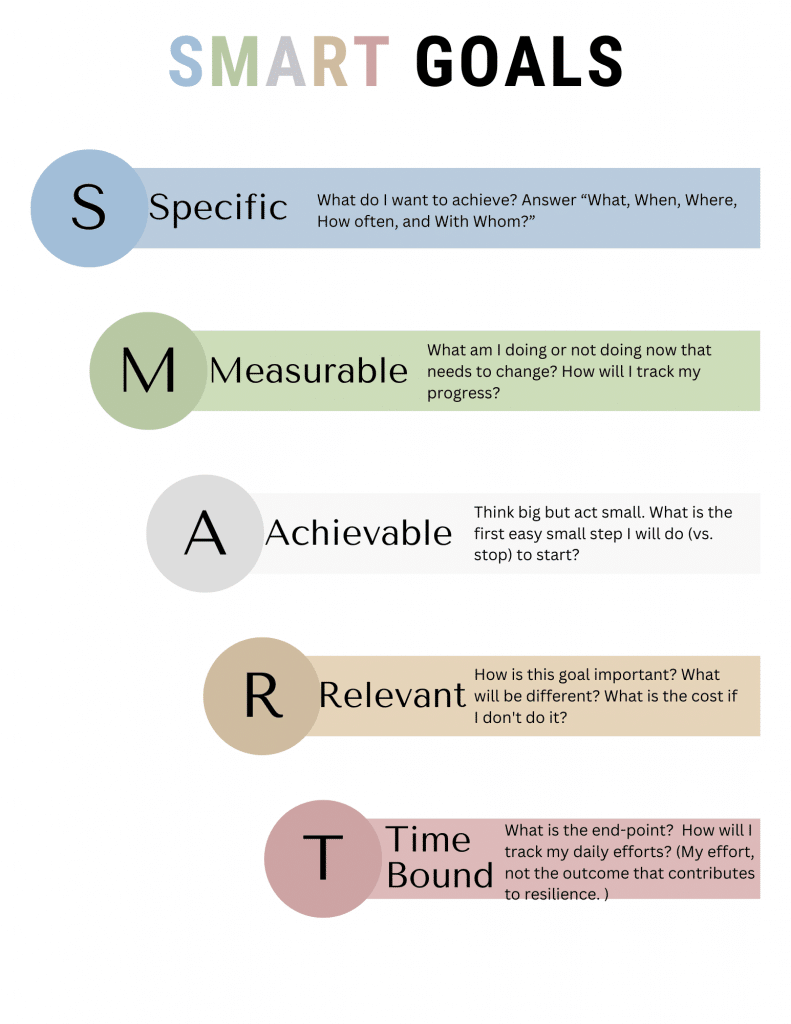 SMART GOALS
S
Specific
What do I want to achieve? Answer “What, When, Where,
How often, and With Whom?”
M
Measurable
What am I doing or not doing now that
needs to change? How will I track my
progress?
A
Achievable
Think big but act small. What is the
first easy small step I will do (vs.
stop) to start?
R
Relevant
How is this goal important? What
will be different? What is the cost if
I don't do it?
T
Time
Bound
What is the end-point?  How will I
track my daily efforts? (My effort,
not the outcome that contributes
to resilience. )